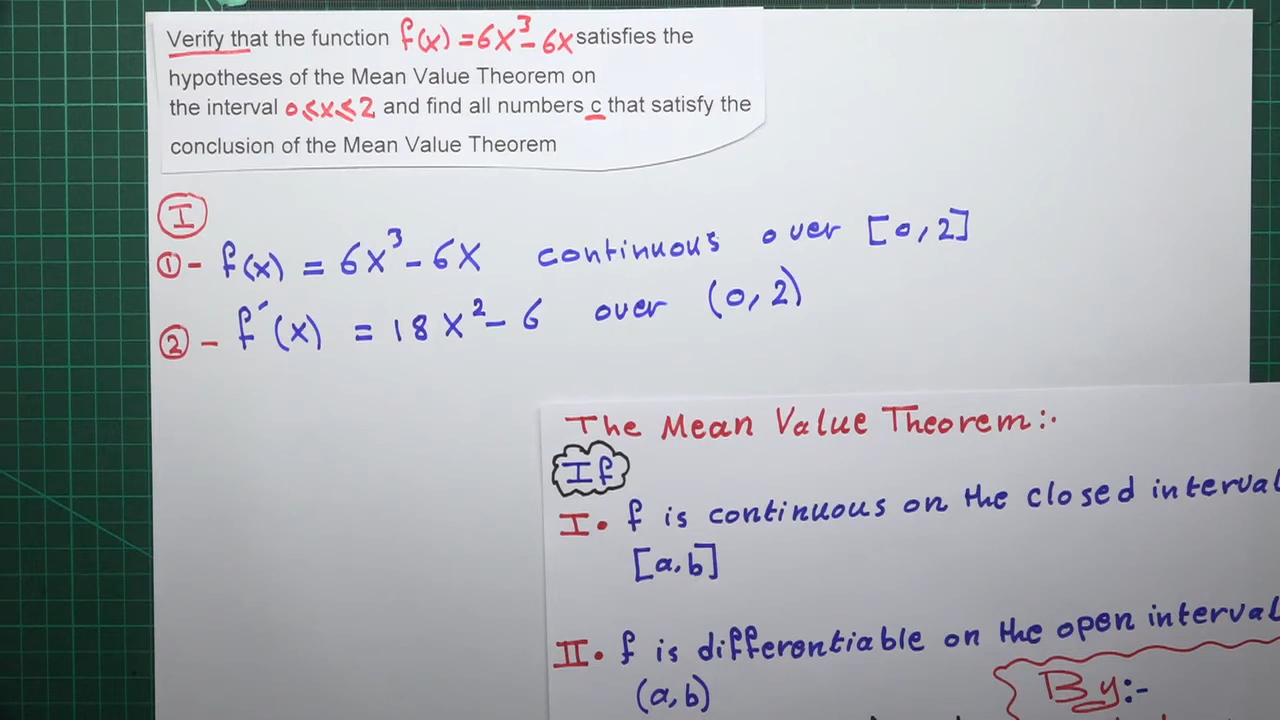 Verify that the function f(x) = 6x³ - 6x satisfies the
hypotheses of the Mean Value Theorem on
the interval 0 ≤ x ≤ 2 and find all numbers c that satisfy the
conclusion of the Mean Value Theorem
I
① - f(x) = 6x³ - 6x continuous over [0, 2]
② - f´(x) = 18x² - 6 over (0, 2)
The Mean Value Theorem:.
If
I. f is continuous on the closed interval
[a,b]
II. f is differentiable on the open interval
(a,b)
By:-